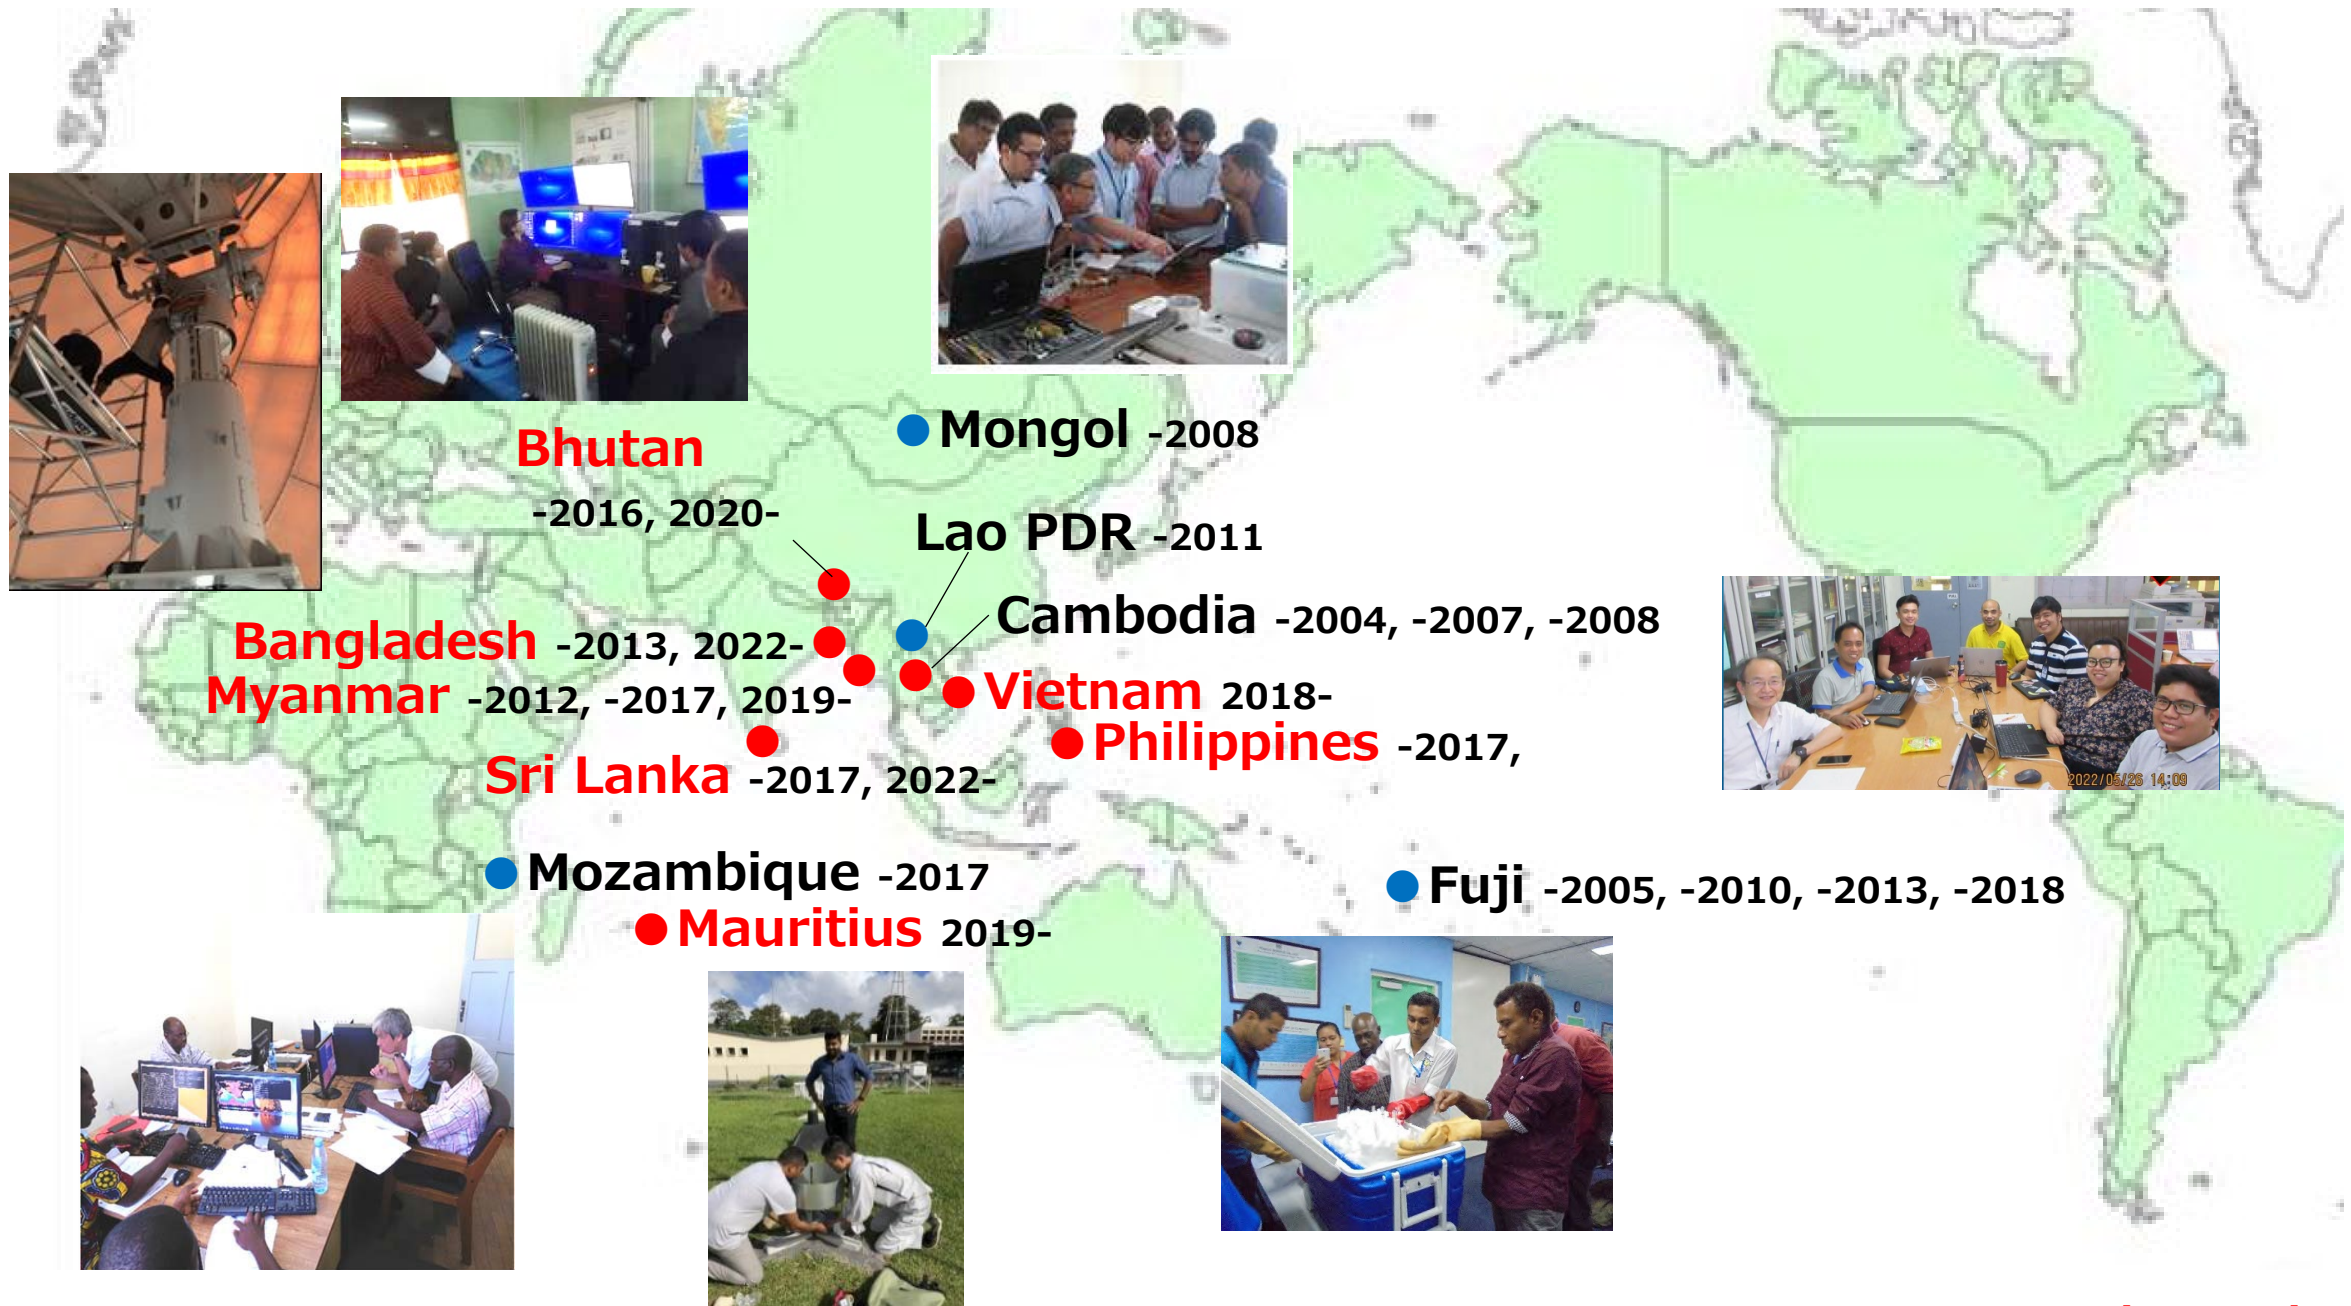 Mongol -2008
Bhutan
-2016, 2020-
Lao PDR -2011
Cambodia -2004, -2007, -2008
Bangladesh -2013, 2022-
Myanmar -2012, -2017, 2019-
Vietnam 2018-
Philippines -2017,
Sri Lanka -2017, 2022-
2022/05/26 14:09
Mozambique -2017
Fuji -2005, -2010, -2013, -2018
Mauritius 2019-